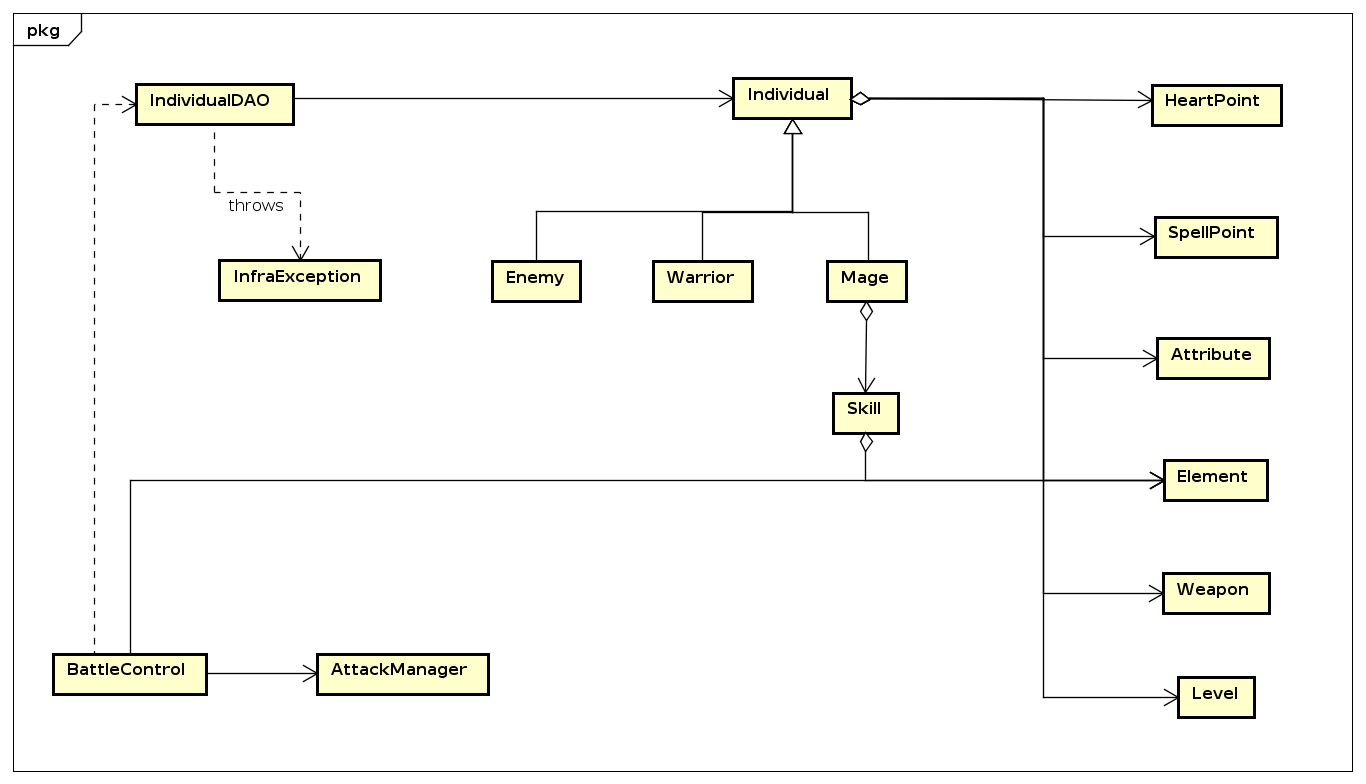 pkg
IndividualDAO
Individual
HeartPoint
throws
SpellPoint
InfraException
Enemy
Warrior
Mage
Attribute
Skill
Element
Weapon
BattleControl
AttackManager
Level